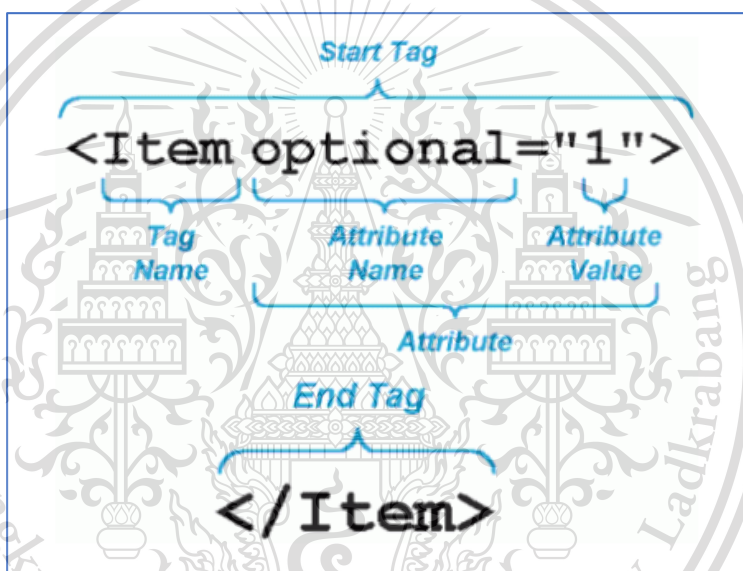 Start Tag
<Item optional="1">
Tag Name
Attribute Name
Attribute Value
Attribute
End Tag
</Item>
Ladkrabang